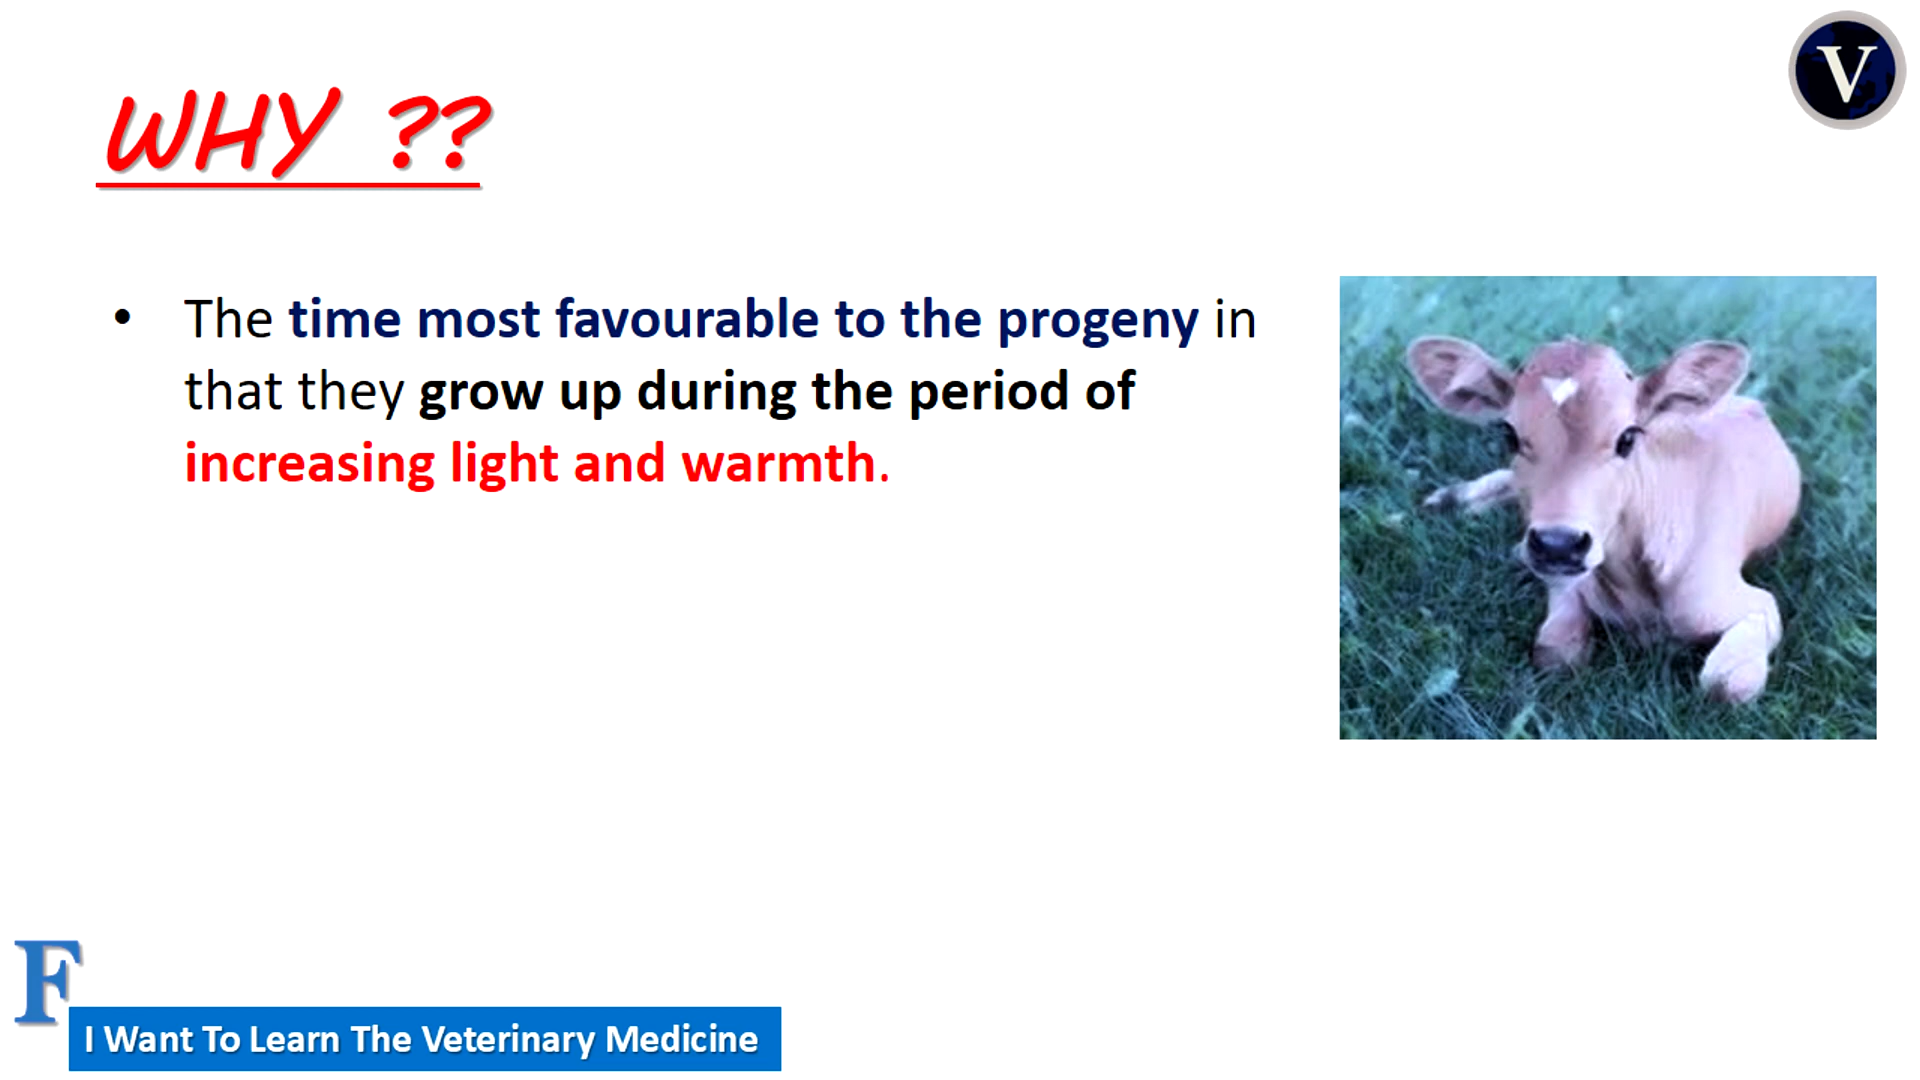 V
WHY ??
• The time most favourable to the progeny in
that they grow up during the period of
increasing light and warmth.
F
I Want To Learn The Veterinary Medicine